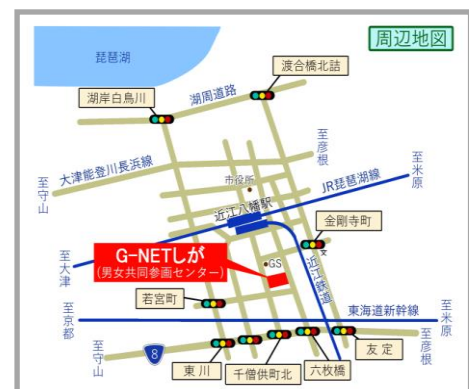 周辺地図
琵琶湖
渡合橋北詰
湖岸白鳥川
湖周道路
至彦根
大津能登川長浜線
至守山
市役所
JR琵琶湖線
至米原
近江八幡駅
金剛寺町
文
G-NETしが
(男女共同参画センター)
GS
近江鉄道
至大津
若宮町
東海道新幹線
至京都
至米原
至守山
8
東川
千僧供町北
六枚橋
友定
至彦根